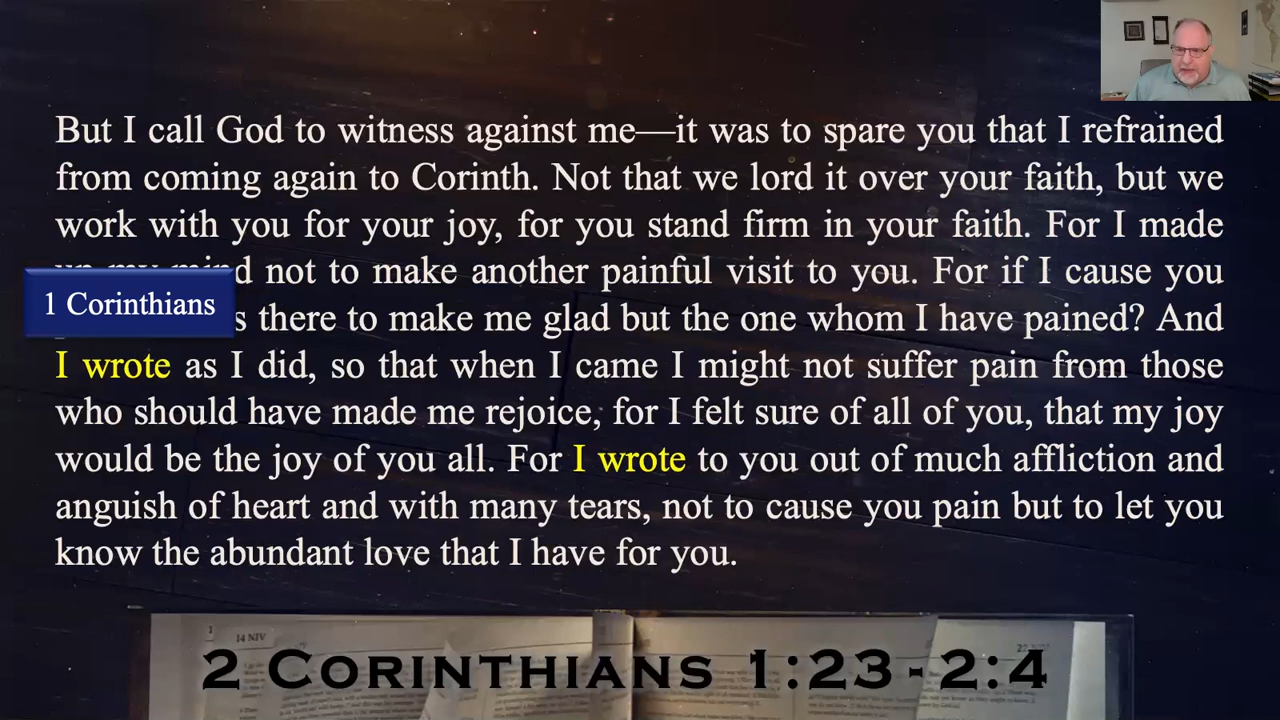 But I call God to witness against me—it was to spare you that I refrained
from coming again to Corinth. Not that we lord it over your faith, but we
work with you for your joy, for you stand firm in your faith. For I made
up my mind not to make another painful visit to you. For if I cause you
1 Corinthians
there to make me glad but the one whom I have pained? And
I wrote as I did, so that when I came I might not suffer pain from those
who should have made me rejoice, for I felt sure of all of you, that my joy
would be the joy of you all. For I wrote to you out of much affliction and
anguish of heart and with many tears, not to cause you pain but to let you
know the abundant love that I have for you.
14 NIV
2 Corinthians 1:23-2:4